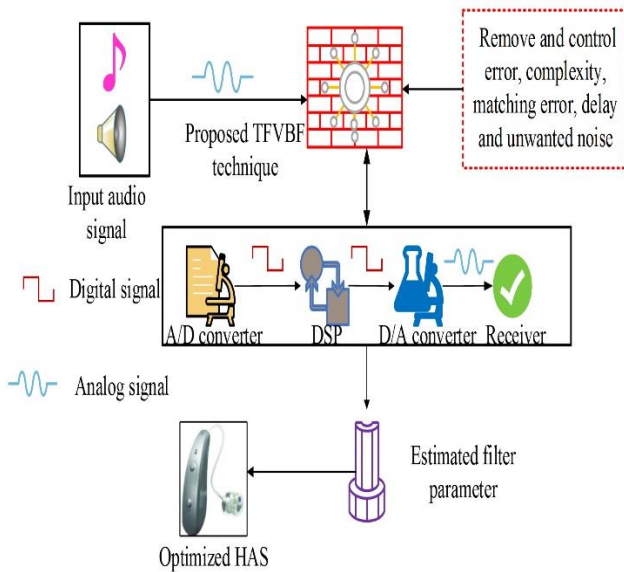 Remove and control
error, complexity,
matching error, delay
and unwanted noise
Proposed TFVBF
technique
Input audio
signal
Digital signal
A/D converter
DSP
D/A converter
Receiver
Analog signal
Estimated filter
parameter
Optimized HAS